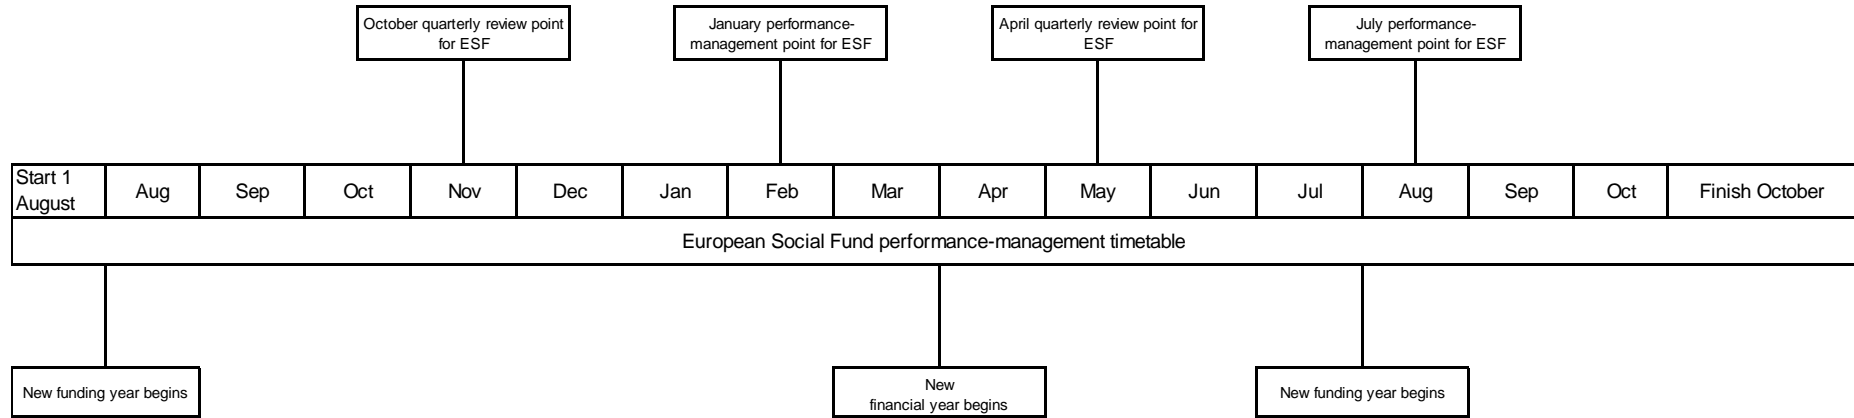 October quarterly review point
for ESF
January performance-
management point for ESF
April quarterly review point for
ESF
July performance-
management point for ESF
Start 1
August
Aug
Sep
Oct
Nov
Dec
Jan
Feb
Mar
Apr
May
Jun
Jul
Aug
Sep
Oct
Finish October
European Social Fund performance-management timetable
New funding year begins
New
financial year begins
New funding year begins